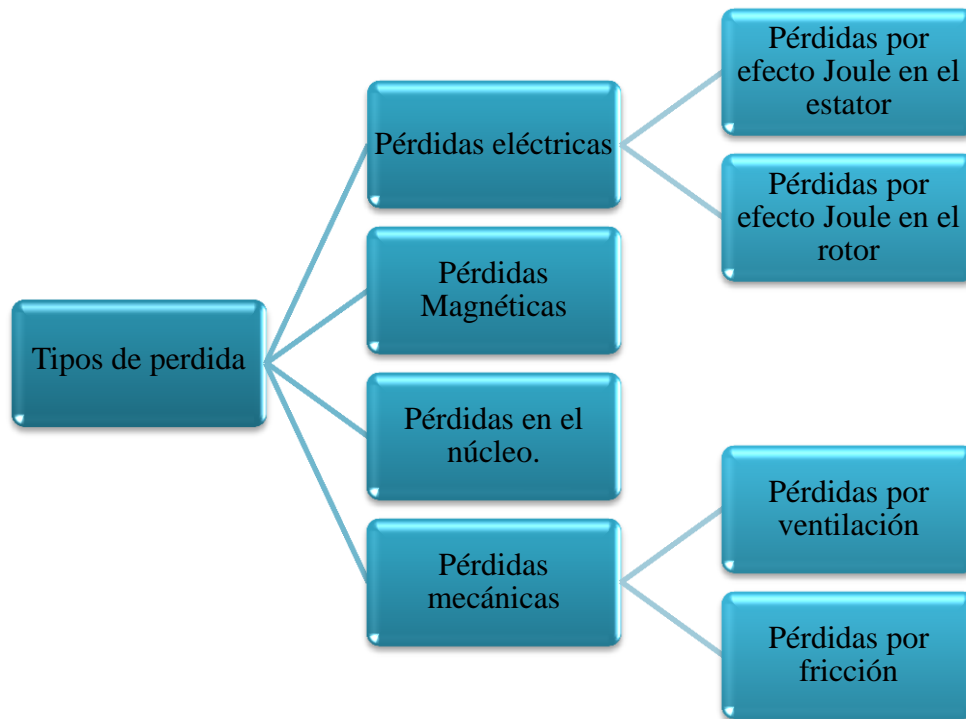 Tipos de perdida
Pérdidas eléctricas
Pérdidas por
efecto Joule en el
estator
Pérdidas por
efecto Joule en el
rotor
Pérdidas
Magnéticas
Pérdidas en el
núcleo.
Pérdidas
mecánicas
Pérdidas por
ventilación
Pérdidas por
fricción